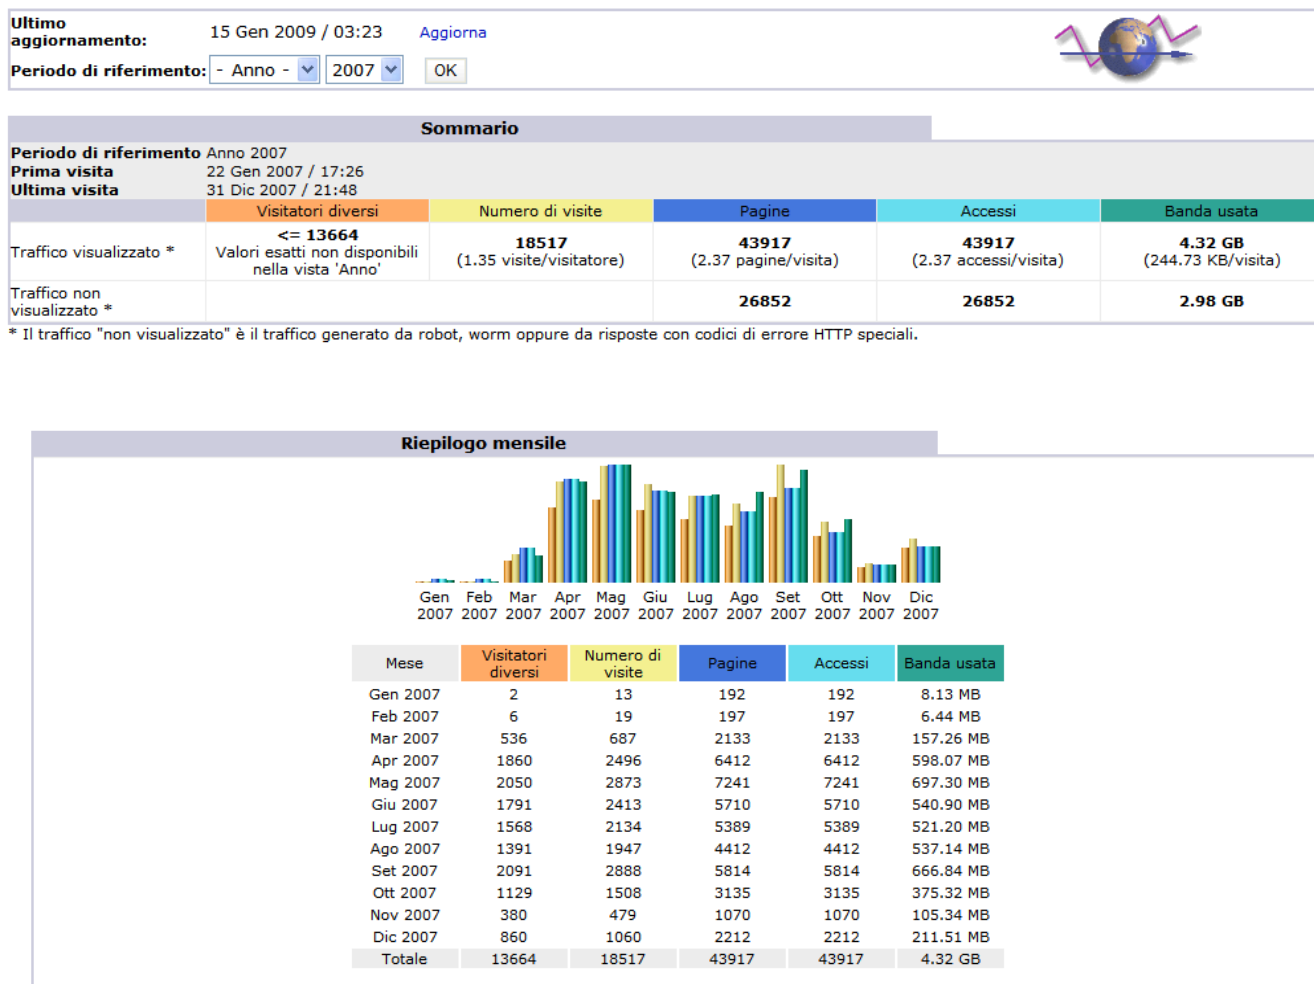 Ultimo aggiornamento: 15 Gen 2009 / 03:23 Aggiorna
Periodo di riferimento: - Anno - 2007 OK
Sommario
Periodo di riferimento Anno 2007
Prima visita 22 Gen 2007 / 17:26
Ultima visita 31 Dic 2007 / 21:48
Visitatori diversi Numero di visite Pagine Accessi Banda usata
Traffico visualizzato * <= 13664 Valori esatti non disponibili nella vista 'Anno' 18517 (1.35 visite/visitatore) 43917 (2.37 pagine/visita) 43917 (2.37 accessi/visita) 4.32 GB (244.73 KB/visita)
Traffico non visualizzato * 26852 26852 2.98 GB
* Il traffico "non visualizzato" è il traffico generato da robot, worm oppure da risposte con codici di errore HTTP speciali.
Riepilogo mensile
Gen Feb Mar Apr Mag Giu Lug Ago Set Ott Nov Dic
2007 2007 2007 2007 2007 2007 2007 2007 2007 2007 2007 2007
Mese Visitatori diversi Numero di visite Pagine Accessi Banda usata
Gen 2007 2 13 192 192 8.13 MB
Feb 2007 6 19 197 197 6.44 MB
Mar 2007 536 687 2133 2133 157.26 MB
Apr 2007 1860 2496 6412 6412 598.07 MB
Mag 2007 2050 2873 7241 7241 697.30 MB
Giu 2007 1791 2413 5710 5710 540.90 MB
Lug 2007 1568 2134 5389 5389 521.20 MB
Ago 2007 1391 1947 4412 4412 537.14 MB
Set 2007 2091 2888 5814 5814 666.84 MB
Ott 2007 1129 1508 3135 3135 375.32 MB
Nov 2007 380 479 1070 1070 105.34 MB
Dic 2007 860 1060 2212 2212 211.51 MB
Totale 13664 18517 43917 43917 4.32 GB